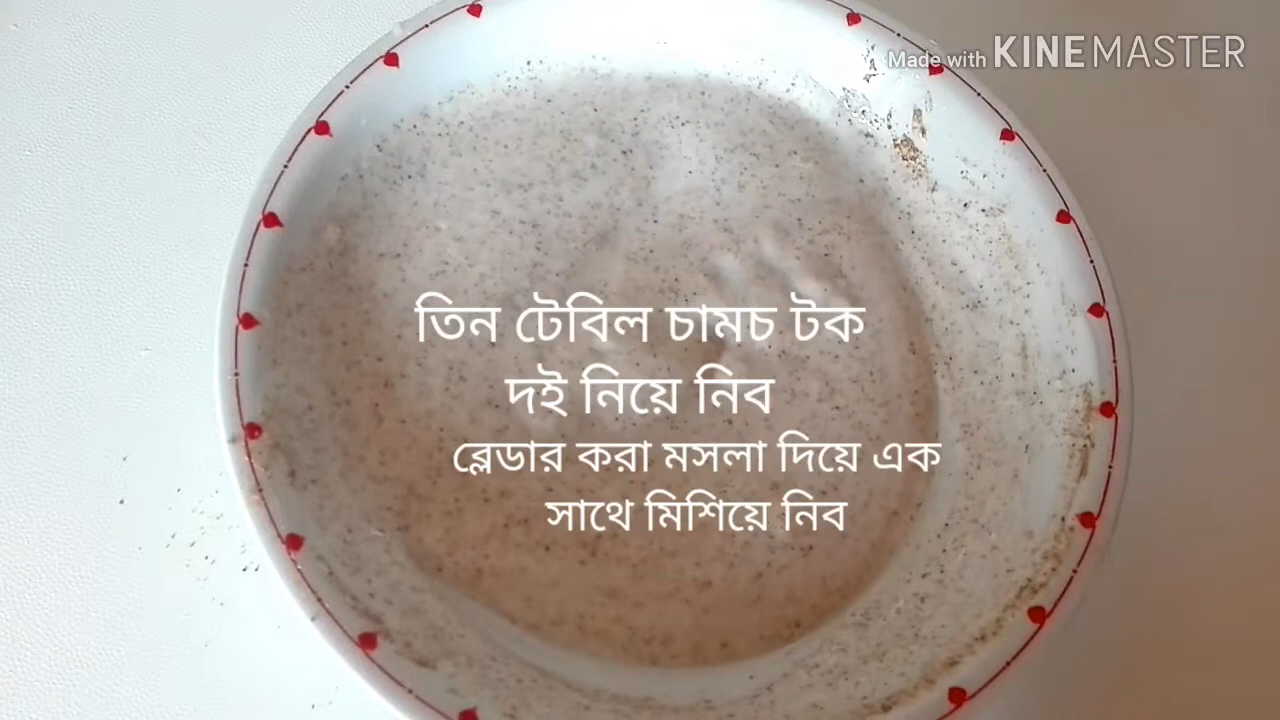 Made with KINEMASTER
তিন টেবিল চামচ টক
দই নিয়ে নিব
ব্লেডার করা মসলা দিয়ে এক
সাথে মিশিয়ে নিব